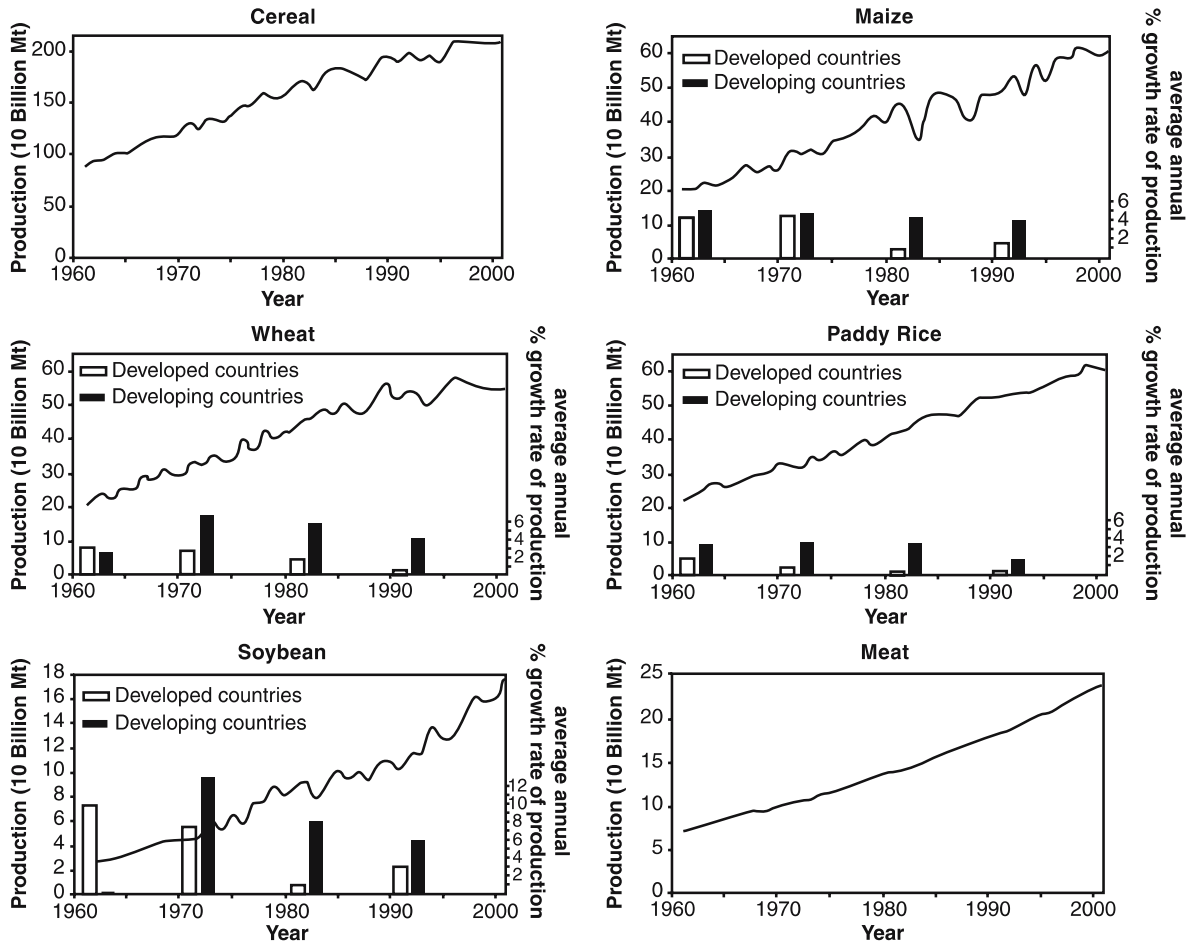 Cereal
Production (10 Billion Mt)
200
150
100
50
0
1960
1970
1980
1990
2000
Year
Maize
Production (10 Billion Mt)
60
50
40
30
20
10
0
Developed countries
Developing countries
6
4
2
average annual
% growth rate of production
1960
1970
1980
1990
2000
Year
Wheat
Production (10 Billion Mt)
60
50
40
30
20
10
0
Developed countries
Developing countries
6
4
2
average annual
% growth rate of production
1960
1970
1980
1990
2000
Year
Paddy Rice
Production (10 Billion Mt)
60
50
40
30
20
10
0
Developed countries
Developing countries
6
4
2
average annual
% growth rate of production
1960
1970
1980
1990
2000
Year
Soybean
Production (10 Billion Mt)
18
16
14
12
10
8
6
4
2
0
Developed countries
Developing countries
12
10
8
6
4
2
average annual
% growth rate of production
1960
1970
1980
1990
2000
Year
Meat
Production (10 Billion Mt)
25
20
15
10
5
0
1960
1970
1980
1990
2000
Year